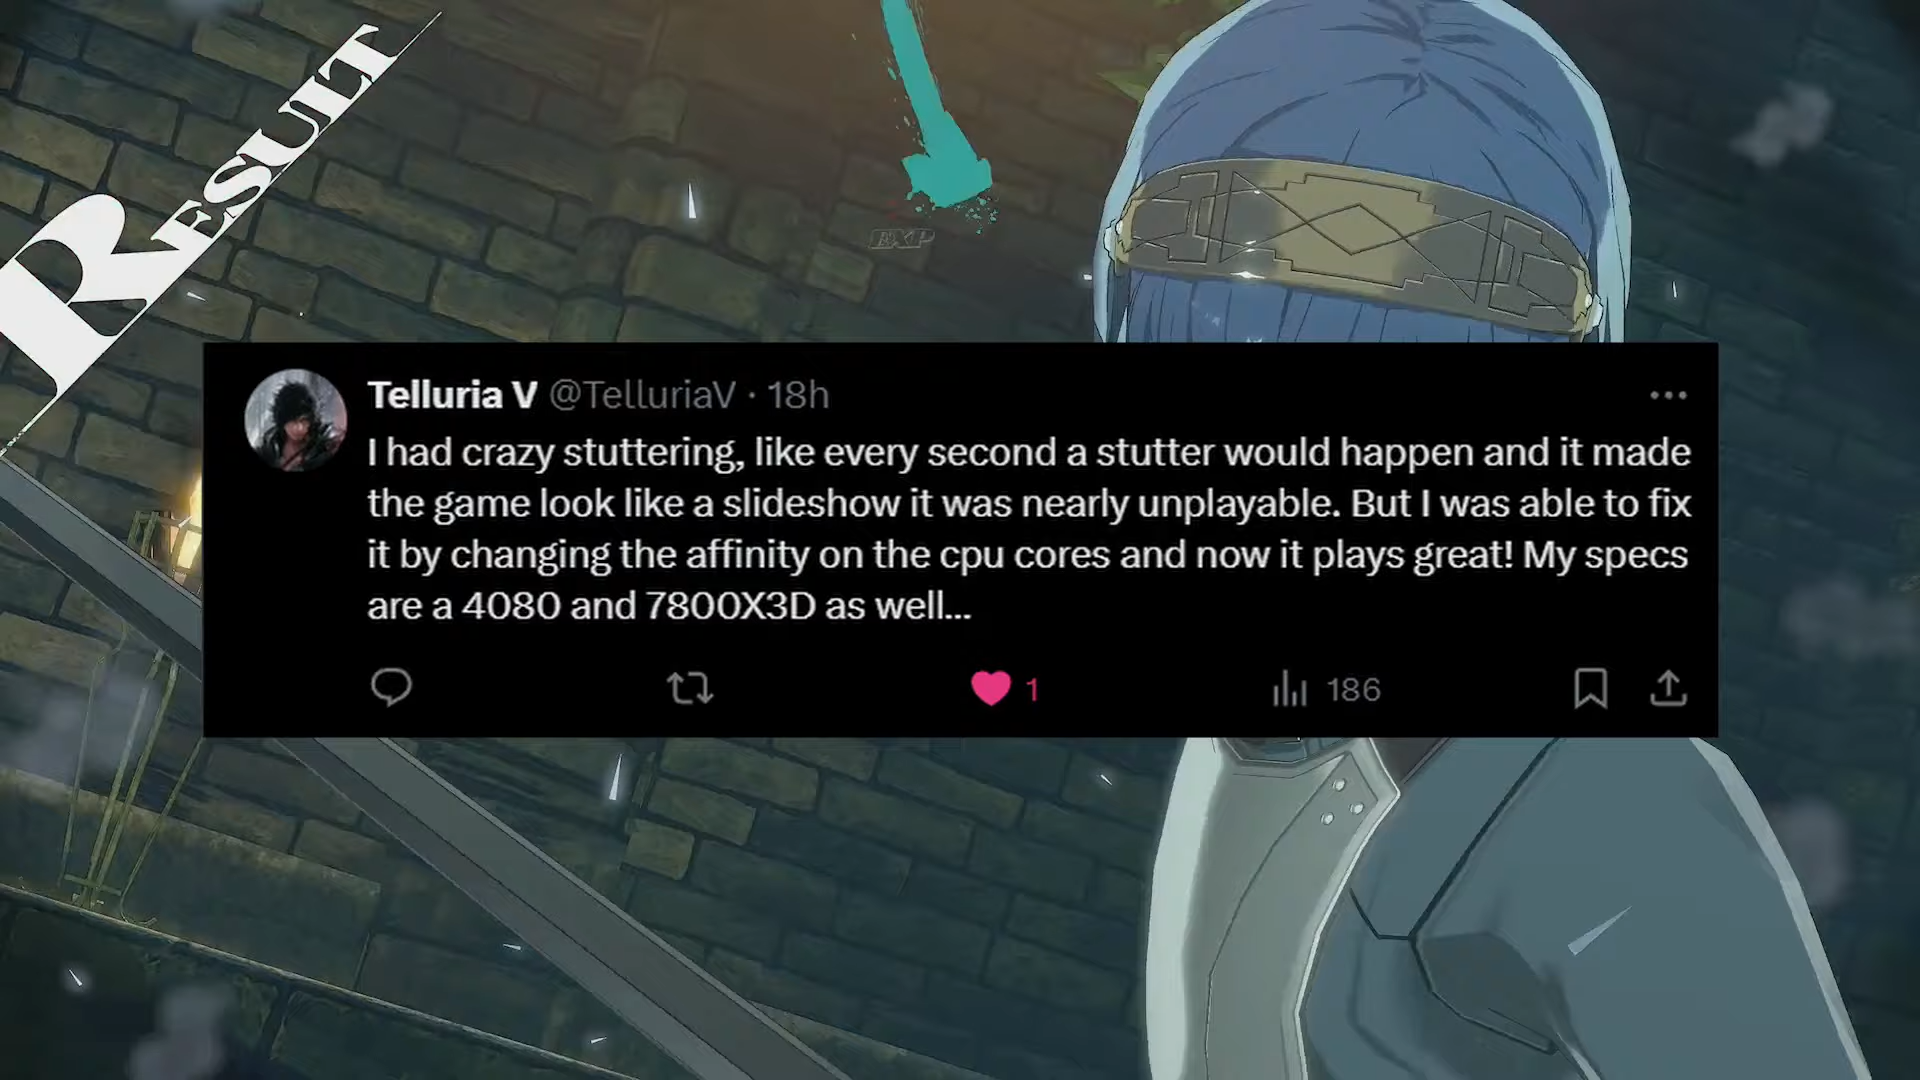 RESULT
EXP
Telluria V @TelluriaV · 18h
I had crazy stuttering, like every second a stutter would happen and it made
the game look like a slideshow it was nearly unplayable. But I was able to fix
it by changing the affinity on the cpu cores and now it plays great! My specs
are a 4080 and 7800X3D as well...
1
186